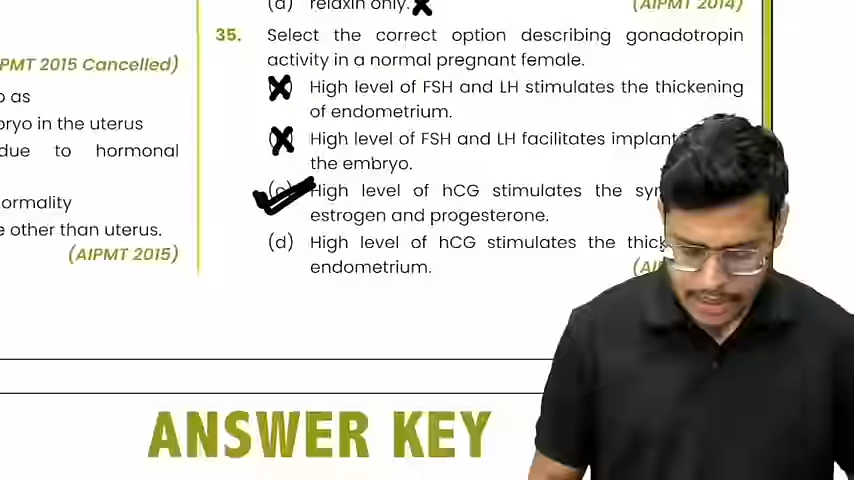 (d) relaxin only.
(AIPMT 2014)
PMT 2015 Cancelled)
o as
bryo in the uterus
due to hormonal
ormality
e other than uterus.
(AIPMT 2015)
35. Select the correct option describing gonadotropin
activity in a normal pregnant female.
High level of FSH and LH stimulates the thickening
of endometrium.
High level of FSH and LH facilitates implant
the embryo.
(c) High level of hCG stimulates the syn
estrogen and progesterone.
(d) High level of hCG stimulates the thick
endometrium.
(AI
ANSWER KEY